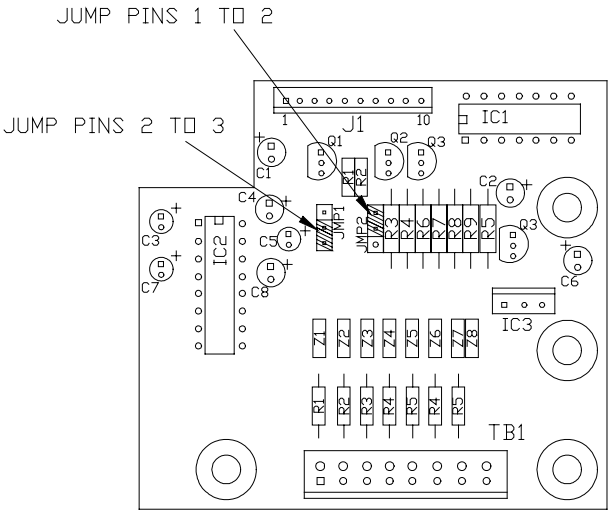 JUMP PINS 1 TO 2
JUMP PINS 2 TO 3
1 10
J1
IC1
Q1
Q2
Q3
C1
R1
R2
C2
C4
C3
C5
IC2
JMP1
JMP2
R3
R4
R6
R7
R8
R9
R5
Q3
C6
C7
C8
IC3
Z1
Z2
Z3
Z4
Z5
Z6
Z7
Z8
R1
R2
R3
R4
R5
R4
R5
TB1